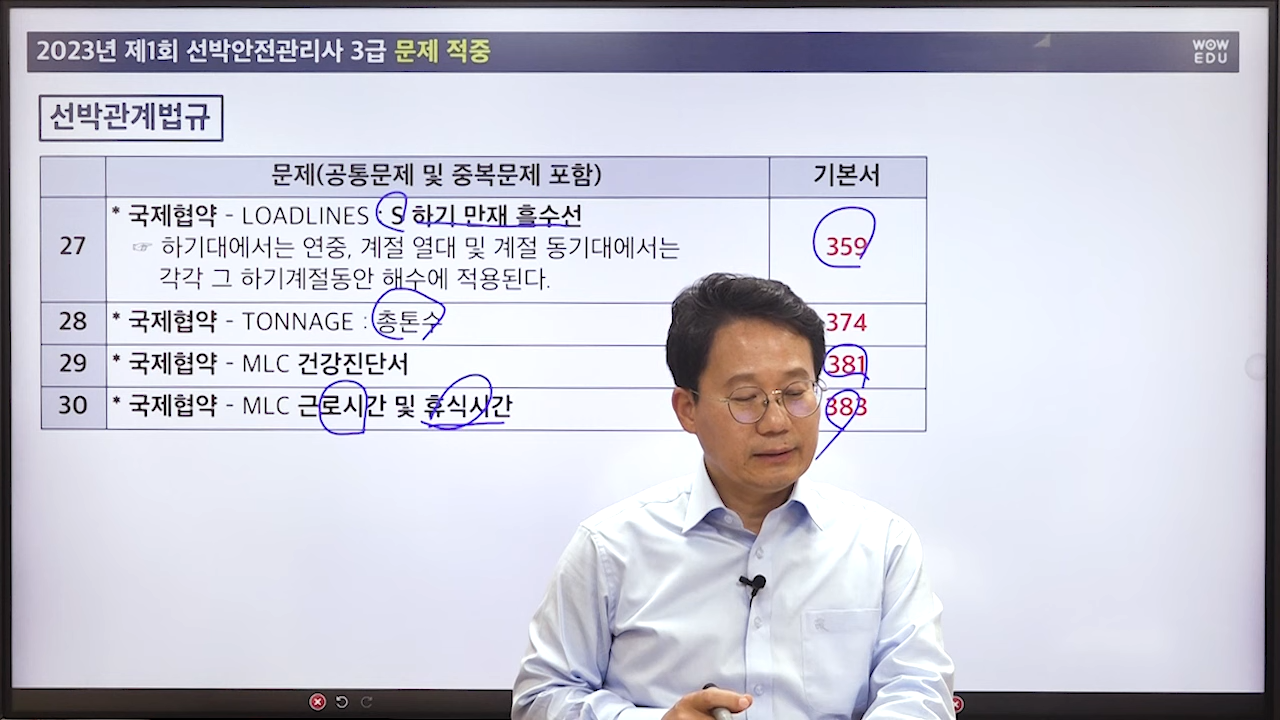 2023년 제1회 선박안전관리사 3급 문제 적중
WOW
EDU
선박관계법규
문제(공통문제 및 중복문제 포함) 기본서
27 * 국제협약 - LOADLINES : S 하기 만재 흘수선 359
☞ 하기대에서는 연중, 계절 열대 및 계절 동기대에서는
각각 그 하기계절동안 해수에 적용된다.
28 * 국제협약 - TONNAGE : 총톤수 374
29 * 국제협약 - MLC 건강진단서 381
30 * 국제협약 - MLC 근로시간 및 휴식시간 383